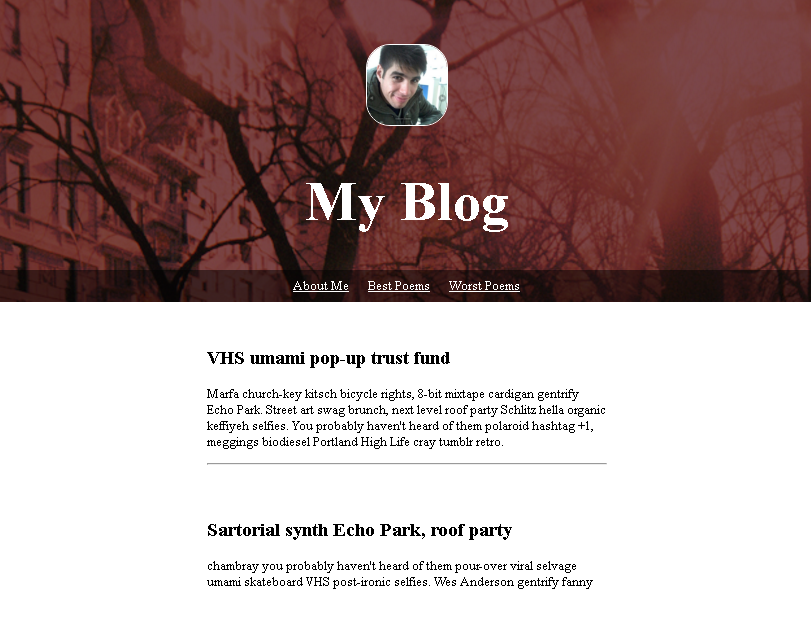 My Blog
About Me Best Poems Worst Poems
VHS umami pop-up trust fund
Marfa church-key kitsch bicycle rights, 8-bit mixtape cardigan gentrify
Echo Park. Street art swag brunch, next level roof party Schlitz hella organic
keffiyeh selfies. You probably haven't heard of them polaroid hashtag +1,
meggings biodiesel Portland High Life cray tumblr retro.
Sartorial synth Echo Park, roof party
chambray you probably haven't heard of them pour-over viral selvage
umami skateboard VHS post-ironic selfies. Wes Anderson gentrify fanny